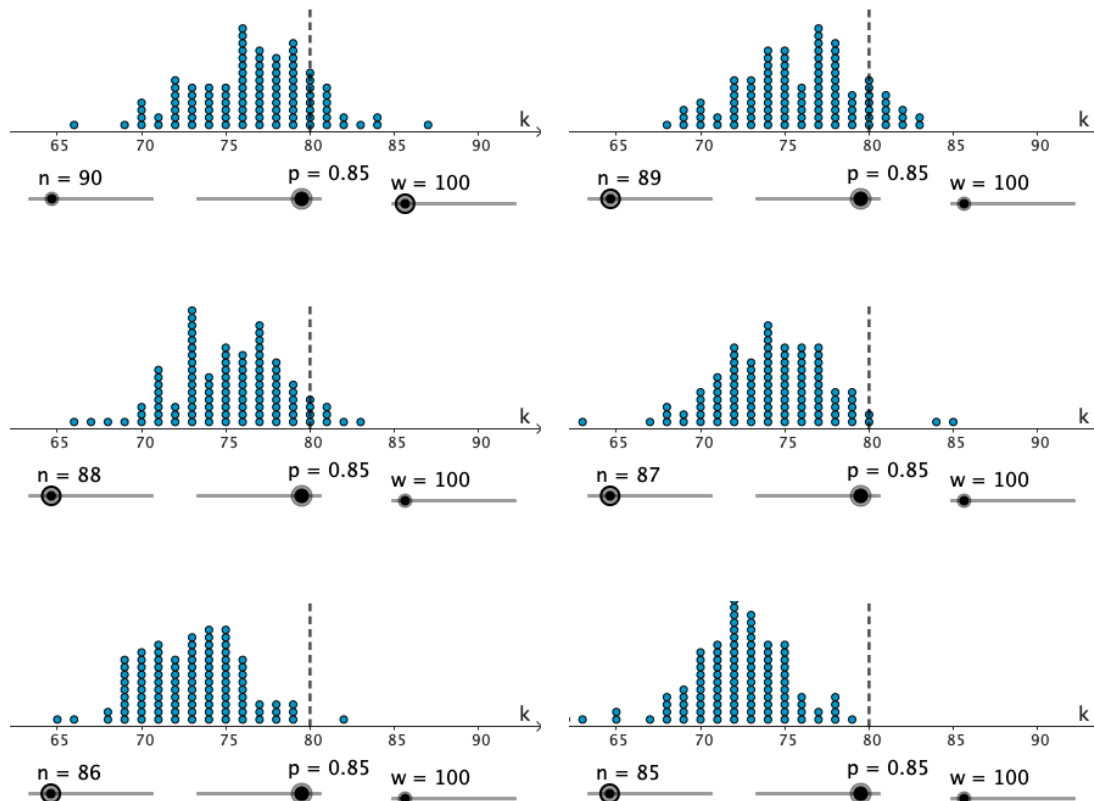 k
65 70 75 80 85 90
n = 90 p = 0.85 w = 100
k
65 70 75 80 85 90
n = 89 p = 0.85 w = 100
k
65 70 75 80 85 90
n = 88 p = 0.85 w = 100
k
65 70 75 80 85 90
n = 87 p = 0.85 w = 100
k
65 70 75 80 85 90
n = 86 p = 0.85 w = 100
k
65 70 75 80 85 90
n = 85 p = 0.85 w = 100